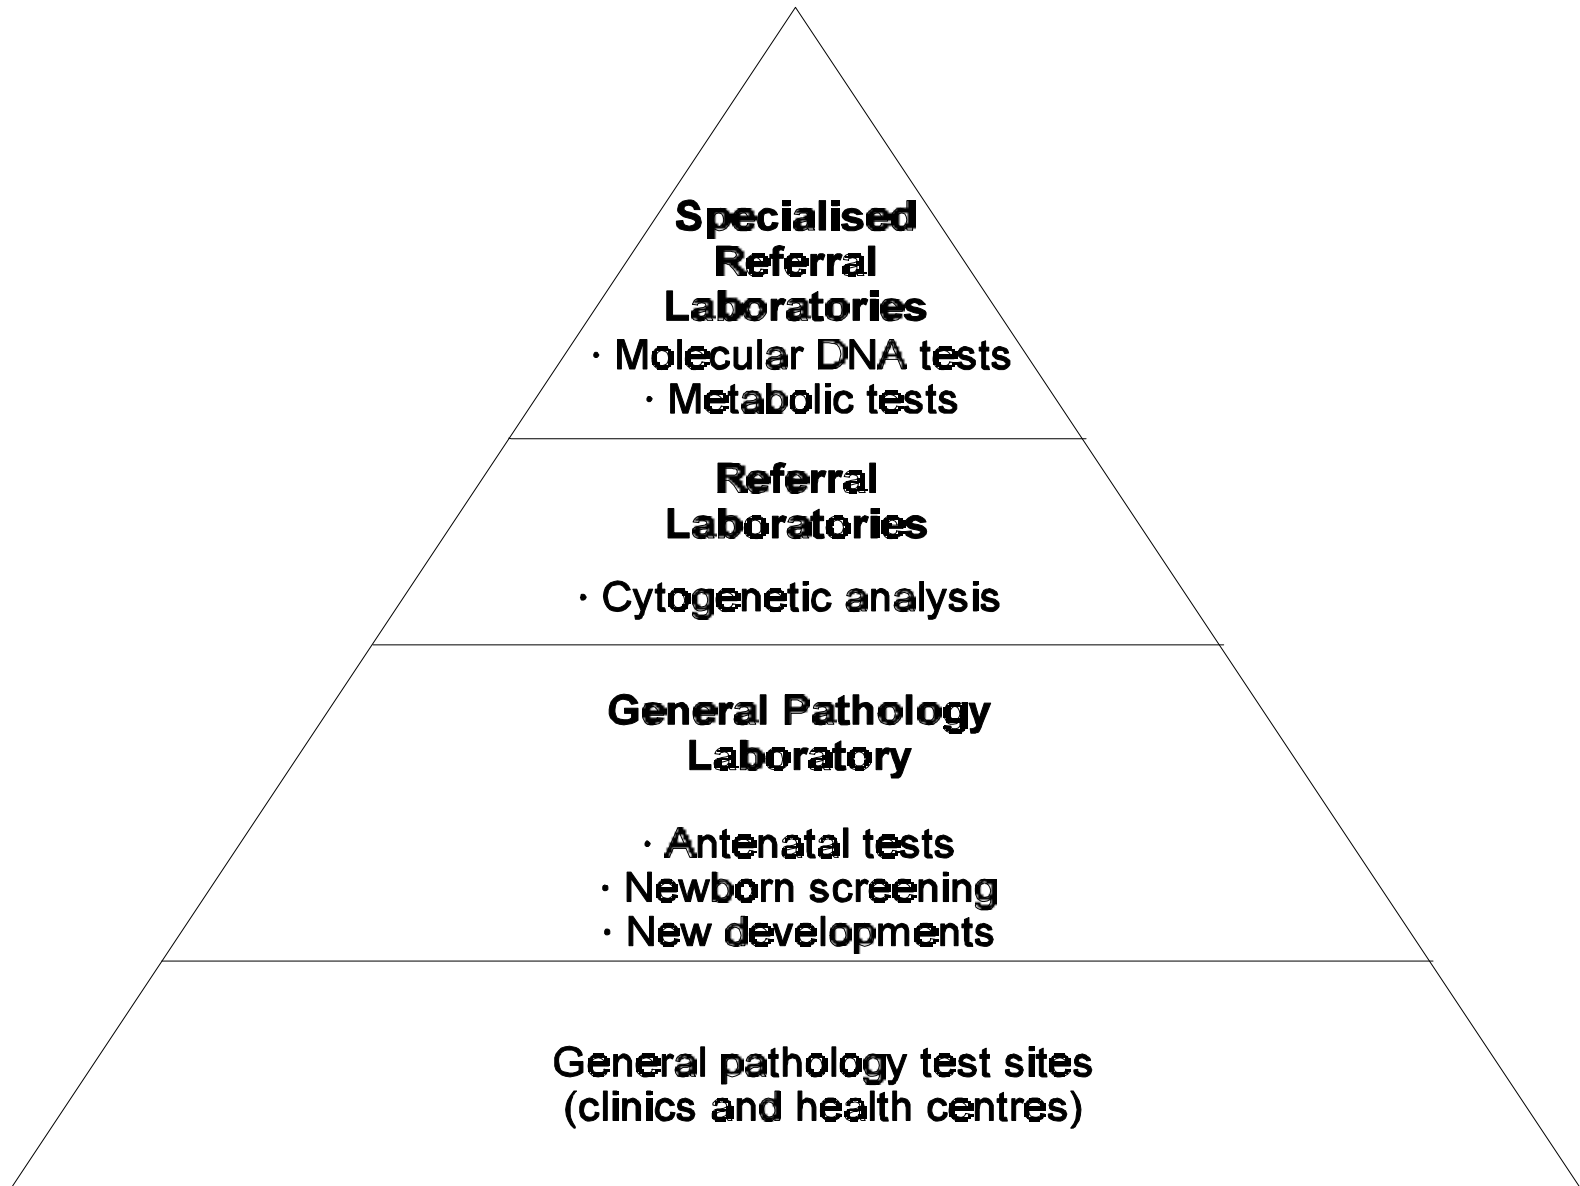 Specialised
Referral
Laboratories
· Molecular DNA tests
· Metabolic tests
Referral
Laboratories
· Cytogenetic analysis
General Pathology
Laboratory
· Antenatal tests
· Newborn screening
· New developments
General pathology test sites
(clinics and health centres)